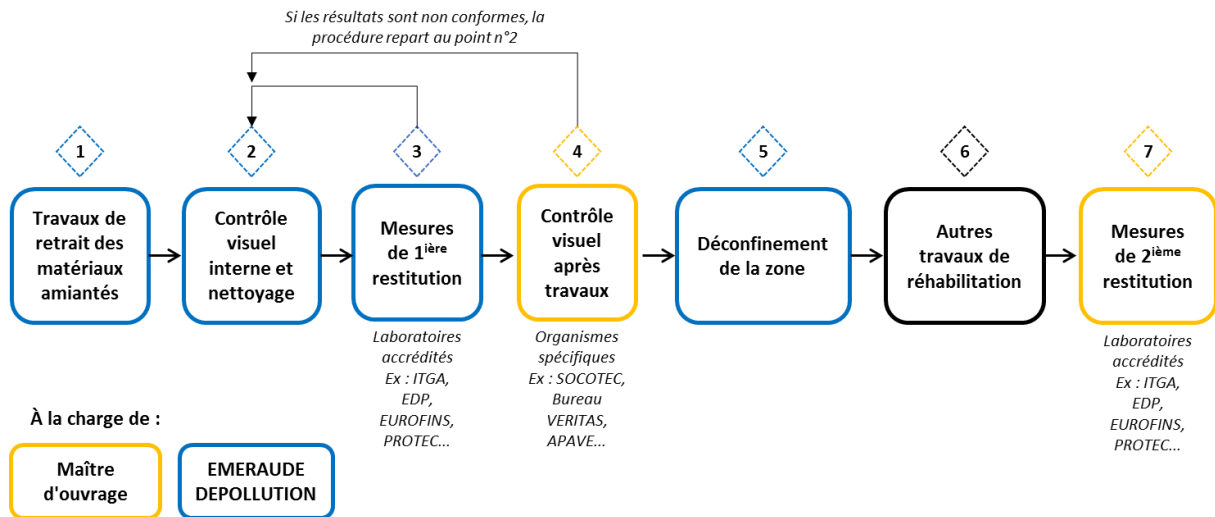 Si les résultats sont non conformes, la
procédure repart au point n°2
1
2
3
4
5
6
7
Travaux de
retrait des
matériaux
amiantés
Contrôle
visuel
interne et
nettoyage
Mesures
de 1ière
restitution
Contrôle
visuel
après
travaux
Déconfinement
de la zone
Autres
travaux de
réhabilitation
Mesures
de 2ième
restitution
Laboratoires
accrédités
Ex : ITGA,
EDP,
EUROFINS,
PROTEC...
Organismes
spécifiques
Ex : SOCOTEC,
Bureau
VERITAS,
APAVE...
Laboratoires
accrédités
Ex : ITGA,
EDP,
EUROFINS,
PROTEC...
À la charge de :
Maître
d'ouvrage
EMERAUDE
DEPOLLUTION